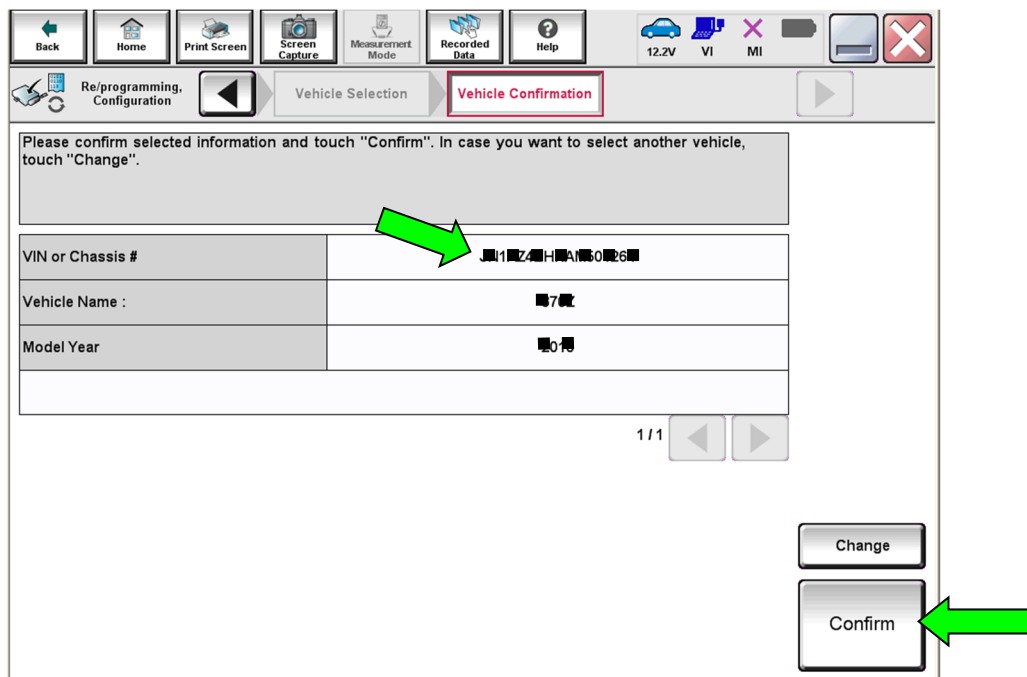 Back
Home
Print Screen
Screen Capture
Measurement Mode
Recorded Data
Help
12.2V
VI
MI
Re/programming, Configuration
Vehicle Selection
Vehicle Confirmation
Please confirm selected information and touch "Confirm". In case you want to select another vehicle,
touch "Change".
VIN or Chassis #
Vehicle Name :
Model Year
1/1
Change
Confirm